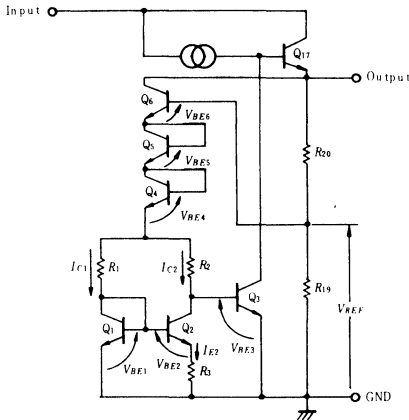 Input
Q17
Output
Q6
VBE6
Q5
VBE5
R20
Q4
VBE4
IC1
R1
IC2
R2
Q3
R19
VREF
Q1
Q2
IE2
VBE1
VBE2
R3
VBE3
GND